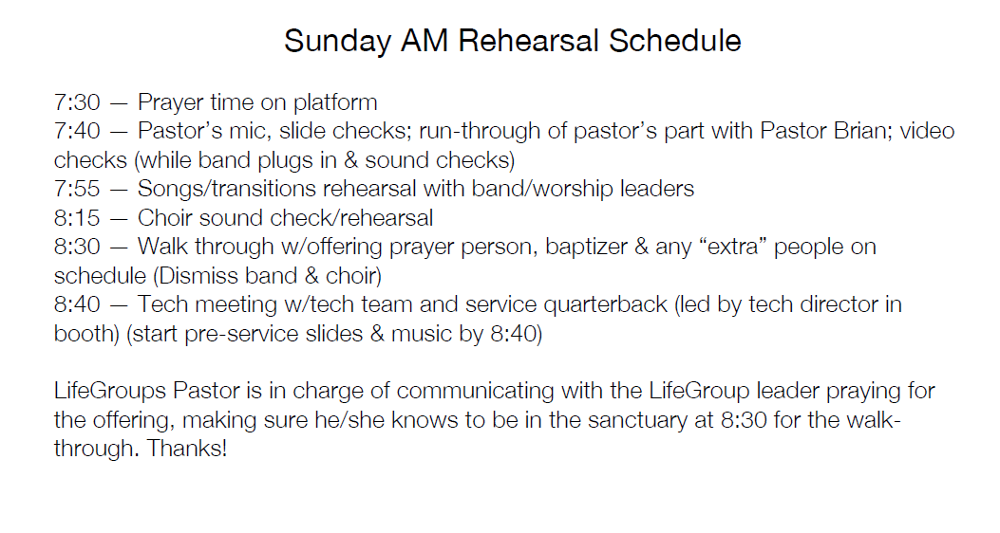 Sunday AM Rehearsal Schedule
7:30 — Prayer time on platform
7:40 — Pastor’s mic, slide checks; run-through of pastor’s part with Pastor Brian; video
checks (while band plugs in & sound checks)
7:55 — Songs/transitions rehearsal with band/worship leaders
8:15 — Choir sound check/rehearsal
8:30 — Walk through w/offering prayer person, baptizer & any “extra” people on
schedule (Dismiss band & choir)
8:40 — Tech meeting w/tech team and service quarterback (led by tech director in
booth) (start pre-service slides & music by 8:40)
LifeGroups Pastor is in charge of communicating with the LifeGroup leader praying for
the offering, making sure he/she knows to be in the sanctuary at 8:30 for the walk-
through. Thanks!